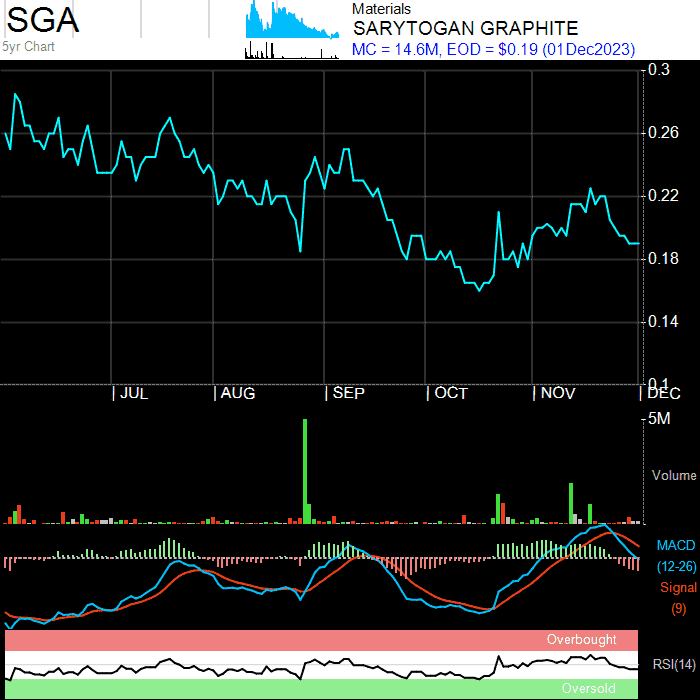 SGA
5yr Chart
Materials
SARYTOGAN GRAPHITE
MC = 14.6M, EOD = $0.19 (01Dec2023)
0.3
0.26
0.22
0.18
0.14
0.1
JUL AUG SEP OCT NOV DEC
5M
Volume
MACD
(12-26)
Signal
(9)
Overbought
RSI(14)
Oversold